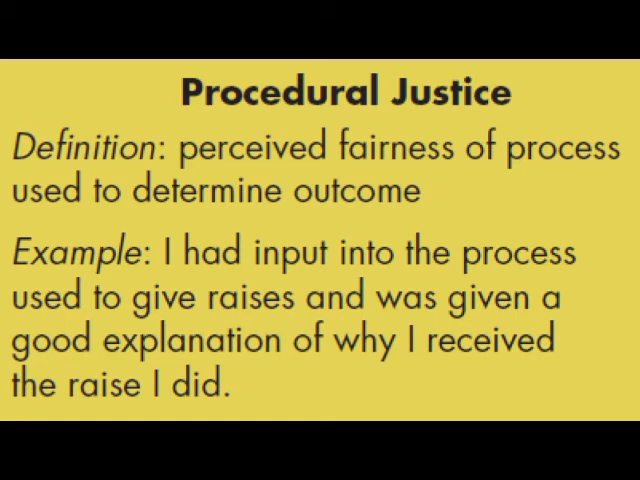 Procedural Justice
Definition: perceived fairness of process
used to determine outcome
Example: I had input into the process
used to give raises and was given a
good explanation of why I received
the raise I did.